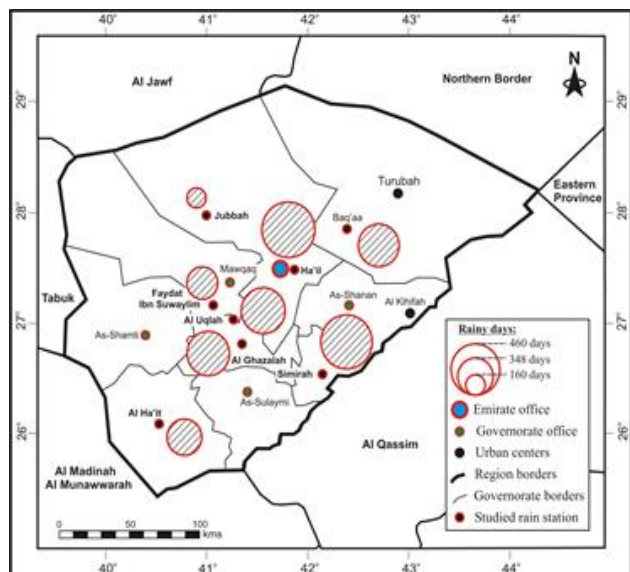 40° 41° 42° 43° 44°
Al Jawf
Northern Border
N
29°
29°
Turubah
Eastern
Province
28°
28°
Jubbah
Baq'aa
Ha'il
Mawqaq
Tabuk
Faydat
Ibn Suwaylim
As-Shanan
Al Kihifah
27°
27°
Al Uqlah
As-Shamli
Al Ghazalah
Simirah
As-Sulaymi
Al Ha'it
26°
26°
Al Qassim
Al Madinah
Al Munawwarah
Rainy days:
460 days
348 days
160 days
Emirate office
Governorate office
Urban centers
Region borders
Governorate borders
Studied rain station
0 50 100
kms
40° 41° 42° 43° 44°